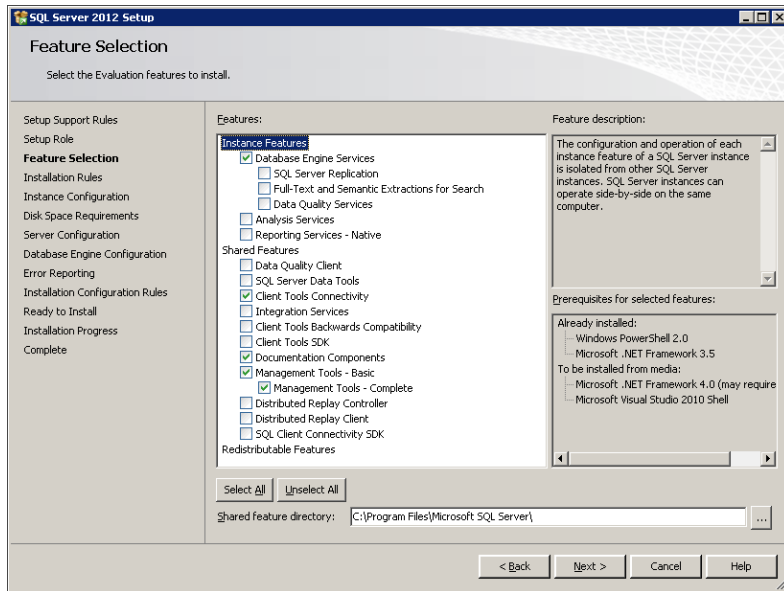 SQL Server 2012 Setup
Feature Selection
Select the Evaluation features to install.
Setup Support Rules
Setup Role
Feature Selection
Installation Rules
Instance Configuration
Disk Space Requirements
Server Configuration
Database Engine Configuration
Error Reporting
Installation Configuration Rules
Ready to Install
Installation Progress
Complete
Features:
Instance Features
Database Engine Services
SQL Server Replication
Full-Text and Semantic Extractions for Search
Data Quality Services
Analysis Services
Reporting Services - Native
Shared Features
Data Quality Client
SQL Server Data Tools
Client Tools Connectivity
Integration Services
Client Tools Backwards Compatibility
Client Tools SDK
Documentation Components
Management Tools - Basic
Management Tools - Complete
Distributed Replay Controller
Distributed Replay Client
SQL Client Connectivity SDK
Redistributable Features
Feature description:
The configuration and operation of each
instance feature of a SQL Server instance
is isolated from other SQL Server
instances. SQL Server instances can
operate side-by-side on the same
computer.
Prerequisites for selected features:
Already installed:
Windows PowerShell 2.0
Microsoft .NET Framework 3.5
To be installed from media:
Microsoft .NET Framework 4.0 (may require
Microsoft Visual Studio 2010 Shell
Select All
Unselect All
Shared feature directory:
C:\Program Files\Microsoft SQL Server\
...
< Back
Next >
Cancel
Help